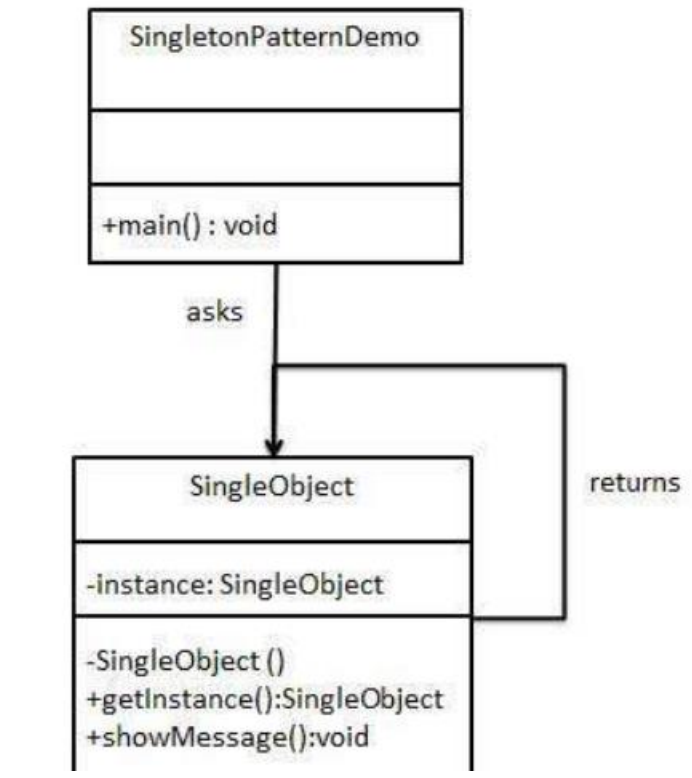 SingletonPatternDemo
+main() : void
asks
SingleObject
returns
-instance: SingleObject
-SingleObject ()
+getInstance():SingleObject
+showMessage():void